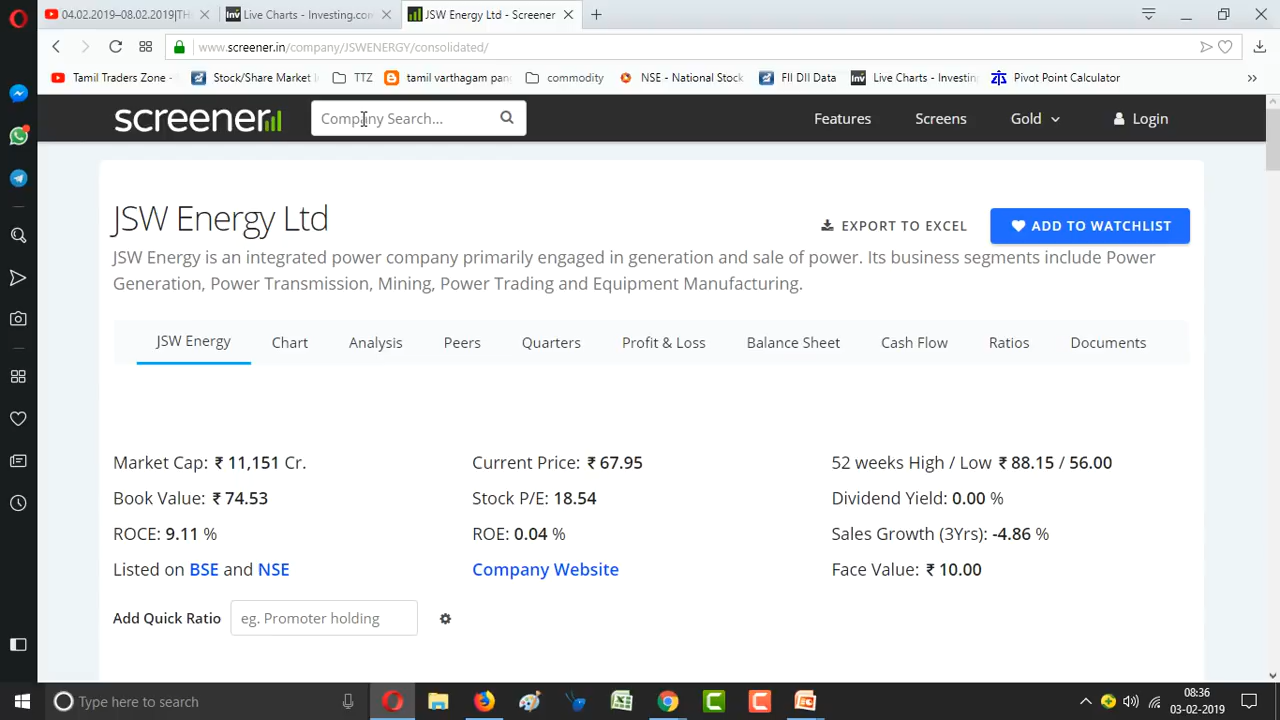 04.02.2019–08.02.2019|TH
Live Charts - Investing.com
JSW Energy Ltd - Screener
www.screener.in/company/JSWENERGY/consolidated/
Tamil Traders Zone -
Stock/Share Market I
TTZ
tamil varthagam pan
commodity
NSE - National Stock
FII DII Data
Live Charts - Investin
Pivot Point Calculator
screener
Company Search...
Features
Screens
Gold
Login
JSW Energy Ltd
EXPORT TO EXCEL
ADD TO WATCHLIST
JSW Energy is an integrated power company primarily engaged in generation and sale of power. Its business segments include Power
Generation, Power Transmission, Mining, Power Trading and Equipment Manufacturing.
JSW Energy Chart Analysis Peers Quarters Profit & Loss Balance Sheet Cash Flow Ratios Documents
Market Cap: ₹ 11,151 Cr. Current Price: ₹ 67.95 52 weeks High / Low ₹ 88.15 / 56.00
Book Value: ₹ 74.53 Stock P/E: 18.54 Dividend Yield: 0.00 %
ROCE: 9.11 % ROE: 0.04 % Sales Growth (3Yrs): -4.86 %
Listed on BSE and NSE Company Website Face Value: ₹ 10.00
Add Quick Ratio eg. Promoter holding
Type here to search
08:36
03-02-2019